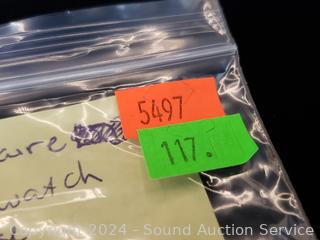 5497
117.
are
watch
Copyright 2024 - Sound Auction Service